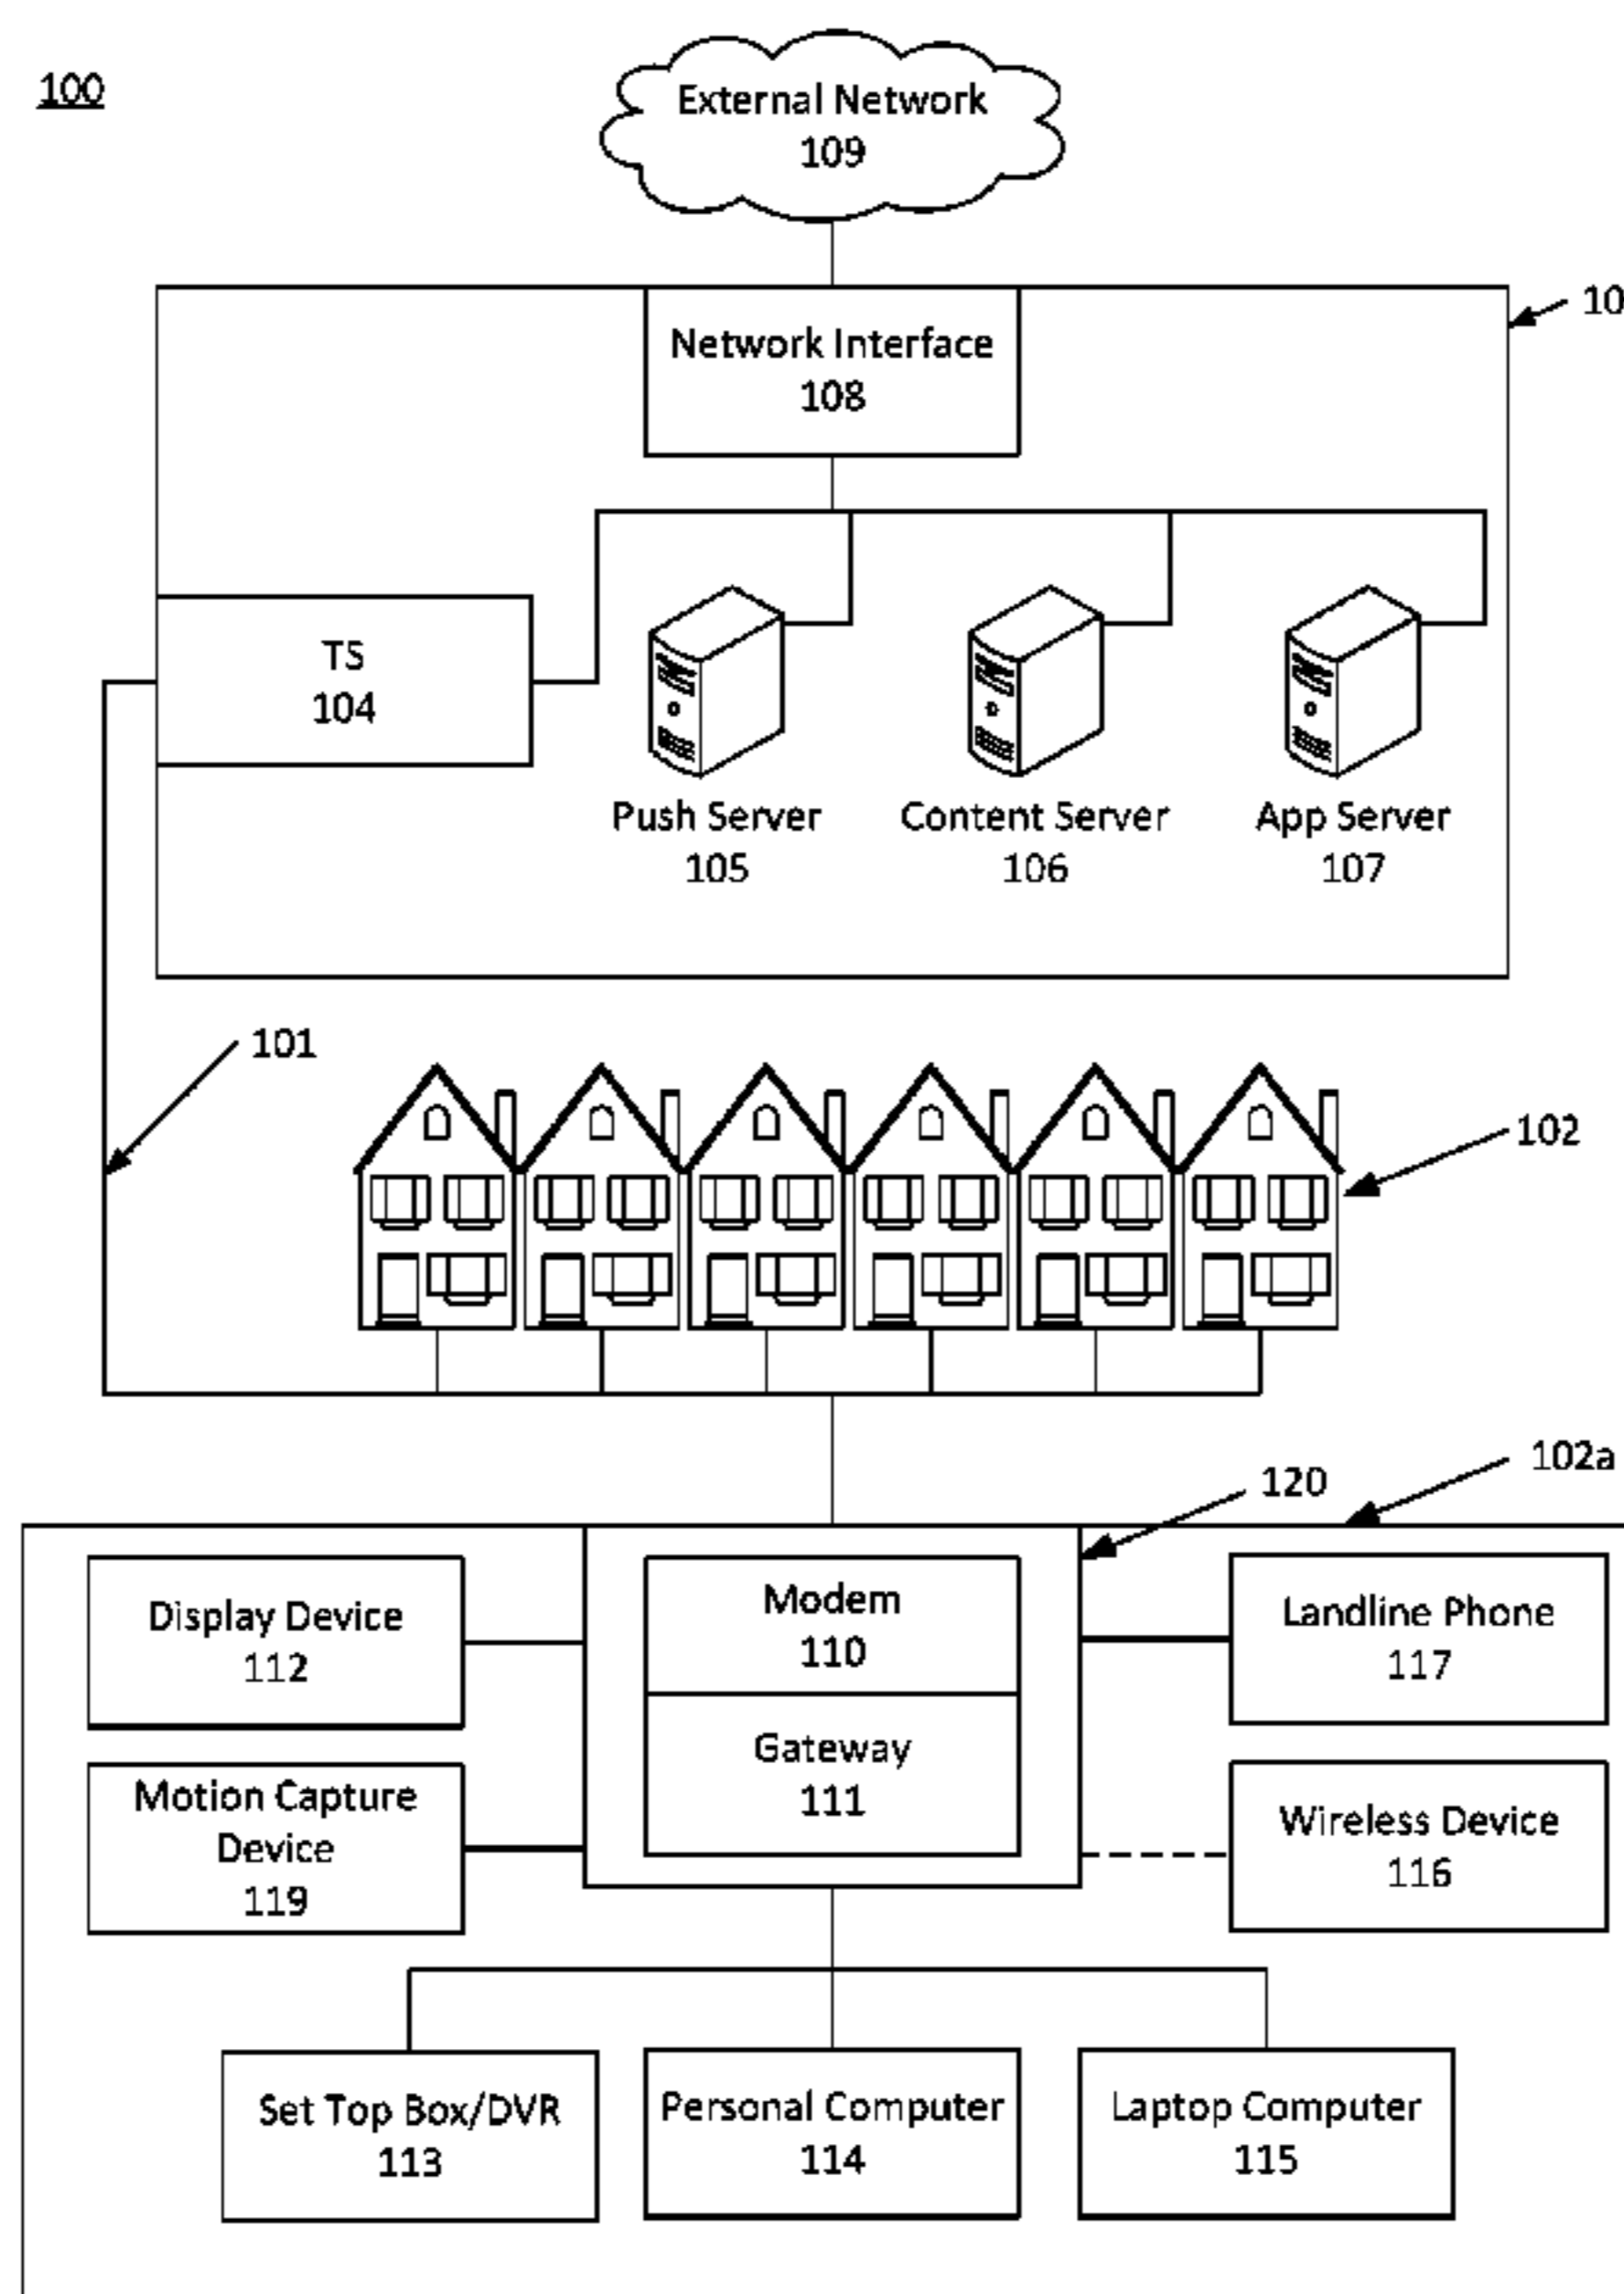 100
External Network
109
10
Network Interface
108
TS
104
Push Server
105
Content Server
106
App Server
107
101
102
102a
120
Display Device
112
Modem
110
Landline Phone
117
Gateway
111
Motion Capture
Device
119
Wireless Device
116
Set Top Box/DVR
113
Personal Computer
114
Laptop Computer
115